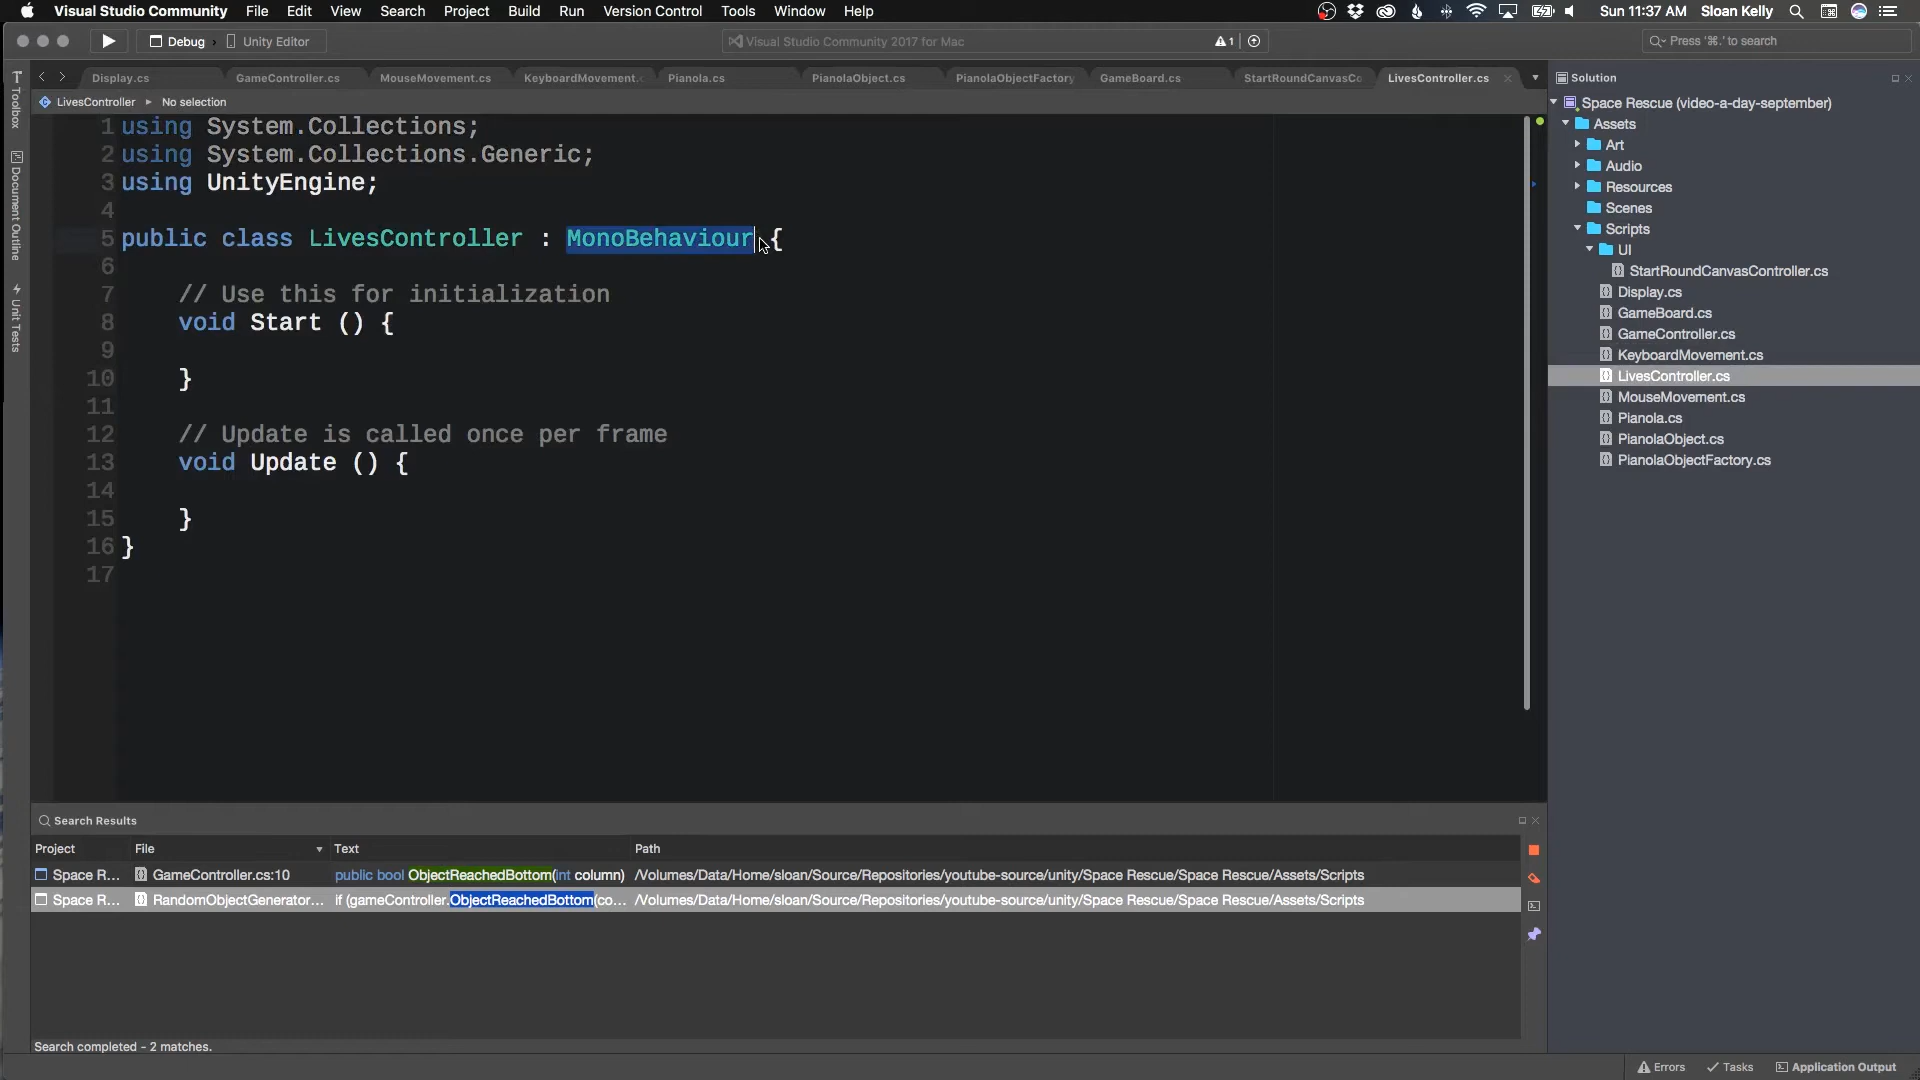 Visual Studio Community File Edit View Search Project Build Run Version Control Tools Window Help Sun 11:37 AM Sloan Kelly
Debug Unity Editor Visual Studio Community 2017 for Mac 1 Press '⌘.' to search
Display.cs GameController.cs MouseMovement.cs KeyboardMovement.c Pianola.cs PianolaObject.cs PianolaObjectFactory GameBoard.cs StartRoundCanvasCo LivesController.cs
LivesController No selection
Toolbox
Document Outline
Unit Tests
1 using System.Collections;
2 using System.Collections.Generic;
3 using UnityEngine;
4
5 public class LivesController : MonoBehaviour {
6
7 // Use this for initialization
8 void Start () {
9
10 }
11
12 // Update is called once per frame
13 void Update () {
14
15 }
16 }
17
Solution
Space Rescue (video-a-day-september)
Assets
Art
Audio
Resources
Scenes
Scripts
UI
StartRoundCanvasController.cs
Display.cs
GameBoard.cs
GameController.cs
KeyboardMovement.cs
LivesController.cs
MouseMovement.cs
Pianola.cs
PianolaObject.cs
PianolaObjectFactory.cs
Search Results
Project File Text Path
Space R... GameController.cs:10 public bool ObjectReachedBottom(int column) /Volumes/Data/Home/sloan/Source/Repositories/youtube-source/unity/Space Rescue/Space Rescue/Assets/Scripts
Space R... RandomObjectGenerator... if (gameController.ObjectReachedBottom(co... /Volumes/Data/Home/sloan/Source/Repositories/youtube-source/unity/Space Rescue/Space Rescue/Assets/Scripts
Search completed - 2 matches.
Errors Tasks Application Output